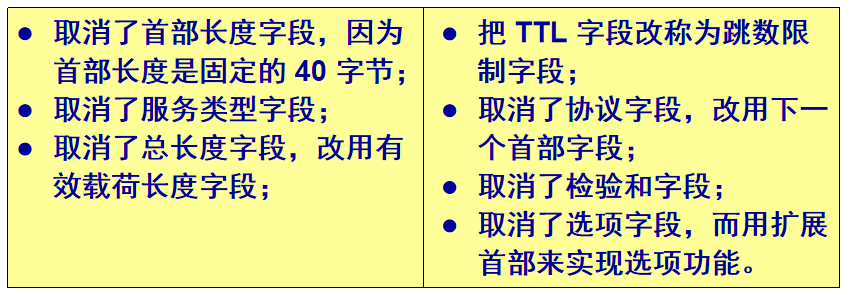 ● 取消了首部长度字段，因为
首部长度是固定的 40 字节；
● 取消了服务类型字段；
● 取消了总长度字段，改用有
效载荷长度字段；
● 把 TTL 字段改称为跳数限
制字段；
● 取消了协议字段，改用下一
个首部字段；
● 取消了检验和字段；
● 取消了选项字段，而用扩展
首部来实现选项功能。